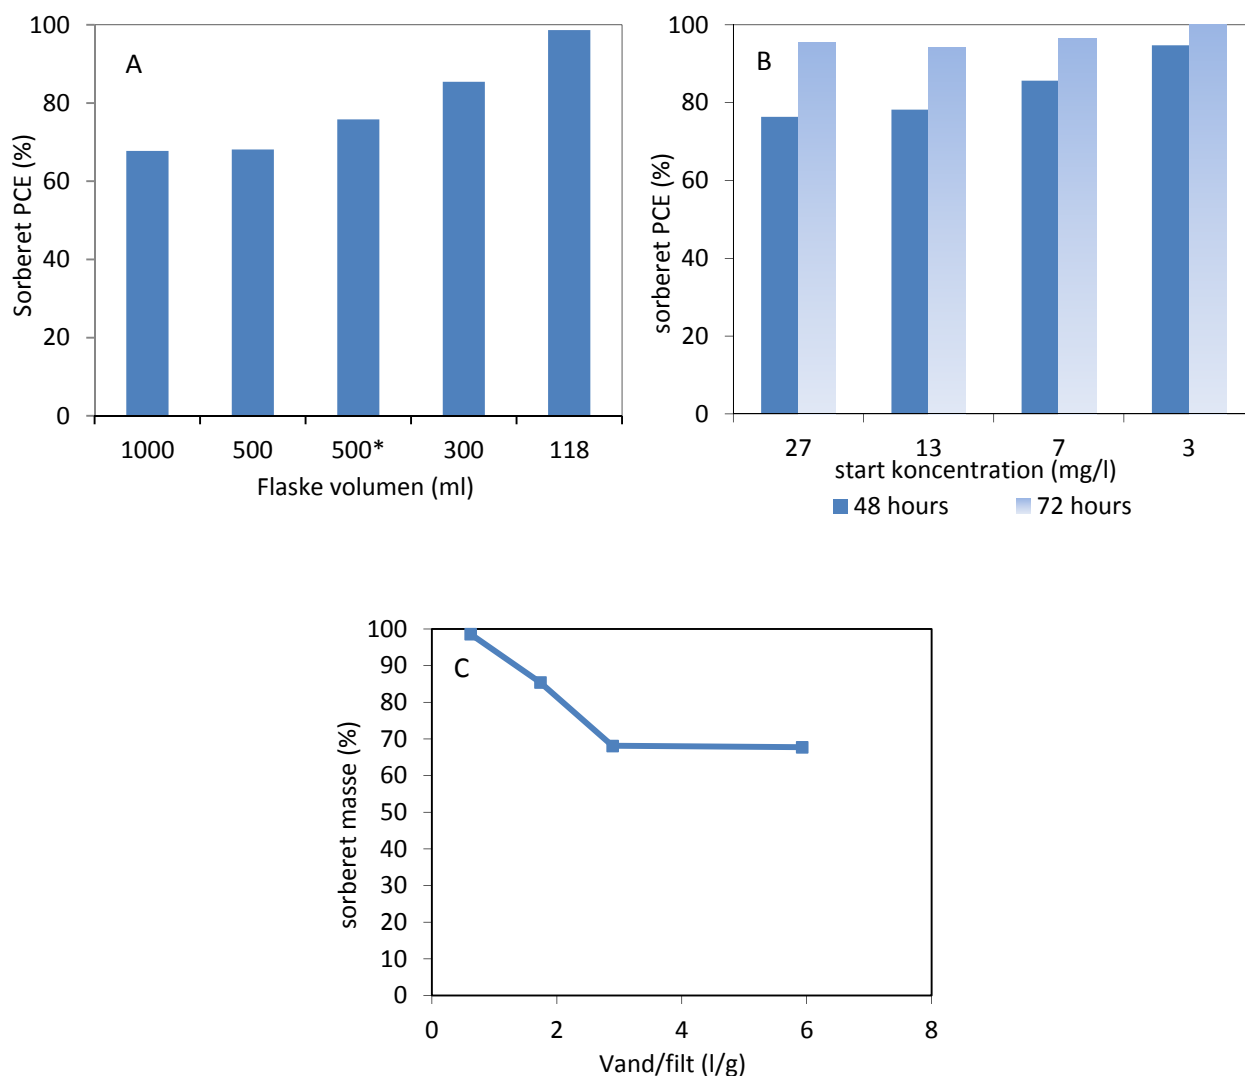 A
Sorberet PCE (%)
100
80
60
40
20
0
1000 500 500* 300 118
Flaske volumen (ml)
B
sorberet PCE (%)
100
80
60
40
20
0
27 13 7 3
start koncentration (mg/l)
48 hours 72 hours
C
sorberet masse (%)
100
90
80
70
60
50
40
30
20
10
0
0 2 4 6 8
Vand/filt (l/g)